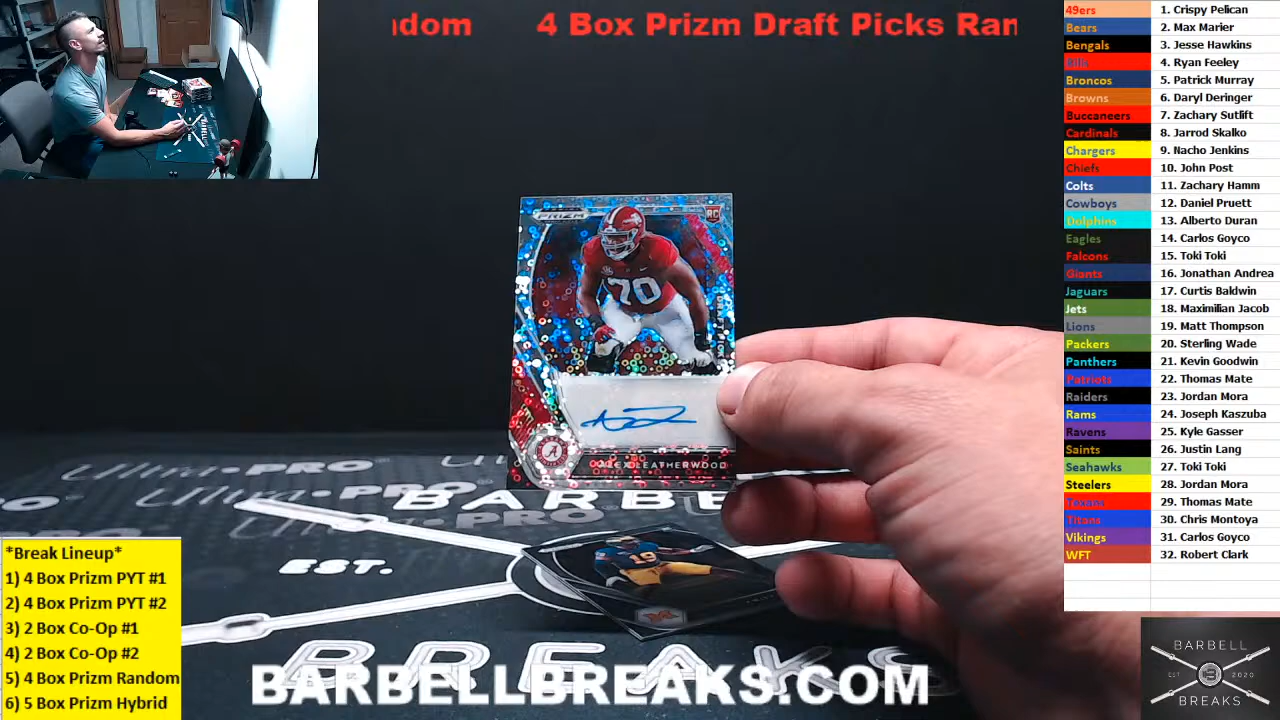 ndom 4 Box Prizm Draft Picks Ran
49ers 1. Crispy Pelican
Bears 2. Max Marier
Bengals 3. Jesse Hawkins
Bills 4. Ryan Feeley
Broncos 5. Patrick Murray
Browns 6. Daryl Deringer
Buccaneers 7. Zachary Sutlift
Cardinals 8. Jarrod Skalko
Chargers 9. Nacho Jenkins
Chiefs 10. John Post
Colts 11. Zachary Hamm
Cowboys 12. Daniel Pruett
Dolphins 13. Alberto Duran
Eagles 14. Carlos Goyco
Falcons 15. Toki Toki
Giants 16. Jonathan Andrea
Jaguars 17. Curtis Baldwin
Jets 18. Maximilian Jacob
Lions 19. Matt Thompson
Packers 20. Sterling Wade
Panthers 21. Kevin Goodwin
Patriots 22. Thomas Mate
Raiders 23. Jordan Mora
Rams 24. Joseph Kaszuba
Ravens 25. Kyle Gasser
Saints 26. Justin Lang
Seahawks 27. Toki Toki
Steelers 28. Jordan Mora
Texans 29. Thomas Mate
Titans 30. Chris Montoya
Vikings 31. Carlos Goyco
WFT 32. Robert Clark
PRIZM
RC
70
A
ALEX LEATHERWOOD
Ultra-PRO
BARBE
EST.
BREAKS
*Break Lineup*
1) 4 Box Prizm PYT #1
2) 4 Box Prizm PYT #2
3) 2 Box Co-Op #1
4) 2 Box Co-Op #2
5) 4 Box Prizm Random
6) 5 Box Prizm Hybrid
BARBELLBREAKS.COM
BARBELL
EST B 2020
BREAKS